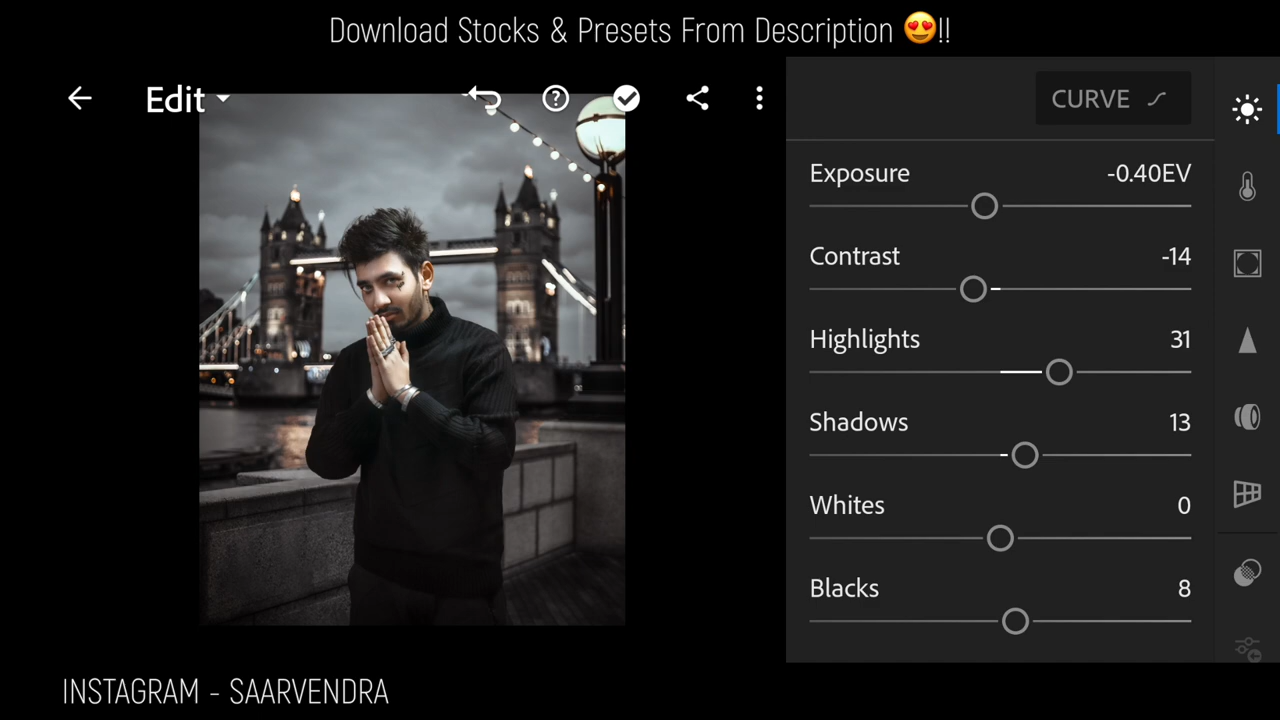 Download Stocks & Presets From Description 😍!!
Edit
CURVE
Exposure -0.40EV
Contrast -14
Highlights 31
Shadows 13
Whites 0
Blacks 8
INSTAGRAM - SAARVENDRA